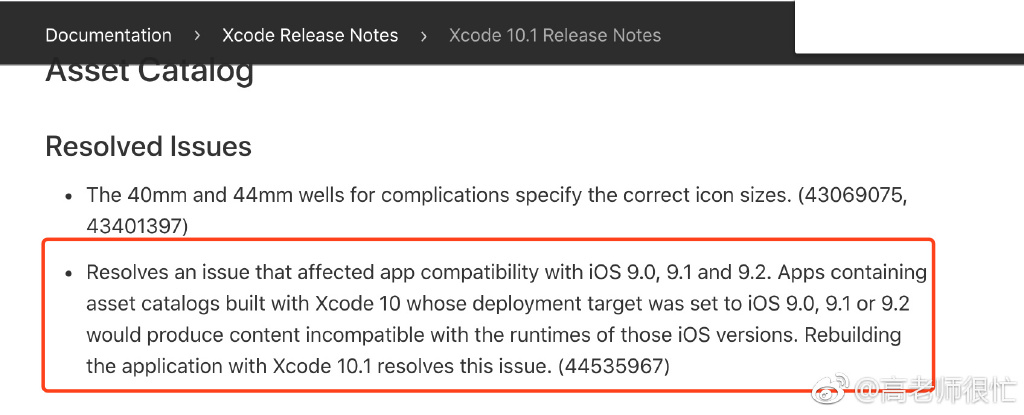 Documentation › Xcode Release Notes › Xcode 10.1 Release Notes
Asset Catalog
Resolved Issues
• The 40mm and 44mm wells for complications specify the correct icon sizes. (43069075,
43401397)
• Resolves an issue that affected app compatibility with iOS 9.0, 9.1 and 9.2. Apps containing
asset catalogs built with Xcode 10 whose deployment target was set to iOS 9.0, 9.1 or 9.2
would produce content incompatible with the runtimes of those iOS versions. Rebuilding
the application with Xcode 10.1 resolves this issue. (44535967)
@高老师很忙